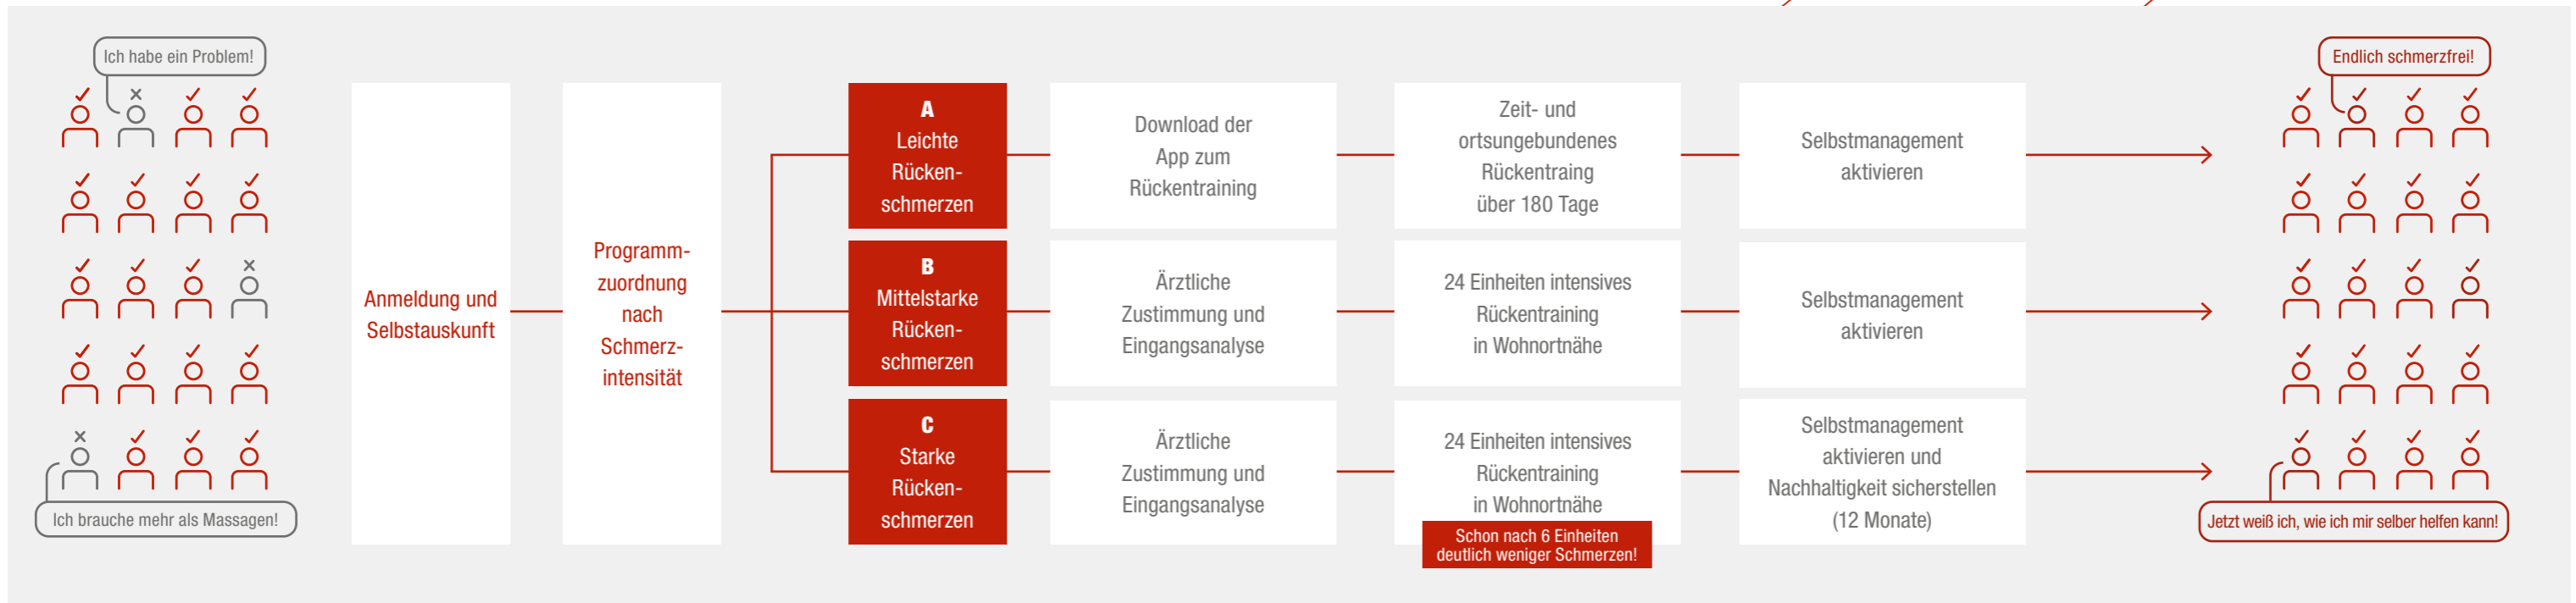 Ich habe ein Problem!
Ich brauche mehr als Massagen!
Anmeldung und
Selbstauskunft
Programm-
zuordnung
nach
Schmerz-
intensität
A
Leichte
Rücken-
schmerzen
Download der
App zum
Rückentraining
Zeit- und
ortsungebundenes
Rückentraing
über 180 Tage
Selbstmanagement
aktivieren
B
Mittelstarke
Rücken-
schmerzen
Ärztliche
Zustimmung und
Eingangsanalyse
24 Einheiten intensives
Rückentraining
in Wohnortnähe
Selbstmanagement
aktivieren
C
Starke
Rücken-
schmerzen
Ärztliche
Zustimmung und
Eingangsanalyse
24 Einheiten intensives
Rückentraining
in Wohnortnähe
Schon nach 6 Einheiten
deutlich weniger Schmerzen!
Selbstmanagement
aktivieren und
Nachhaltigkeit sicherstellen
(12 Monate)
Endlich schmerzfrei!
Jetzt weiß ich, wie ich mir selber helfen kann!